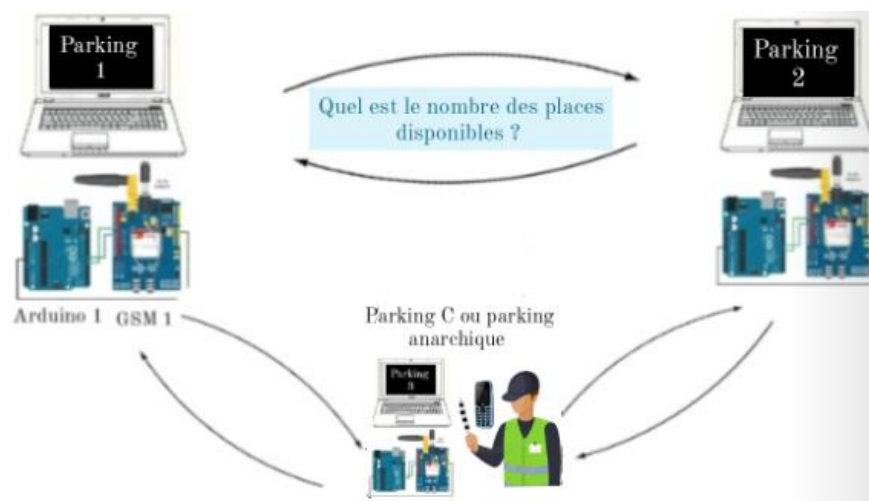 Parking
1
Parking
2
Quel est le nombre des places
disponibles ?
Arduino 1 GSM 1
Parking C ou parking
anarchique
Parking
3